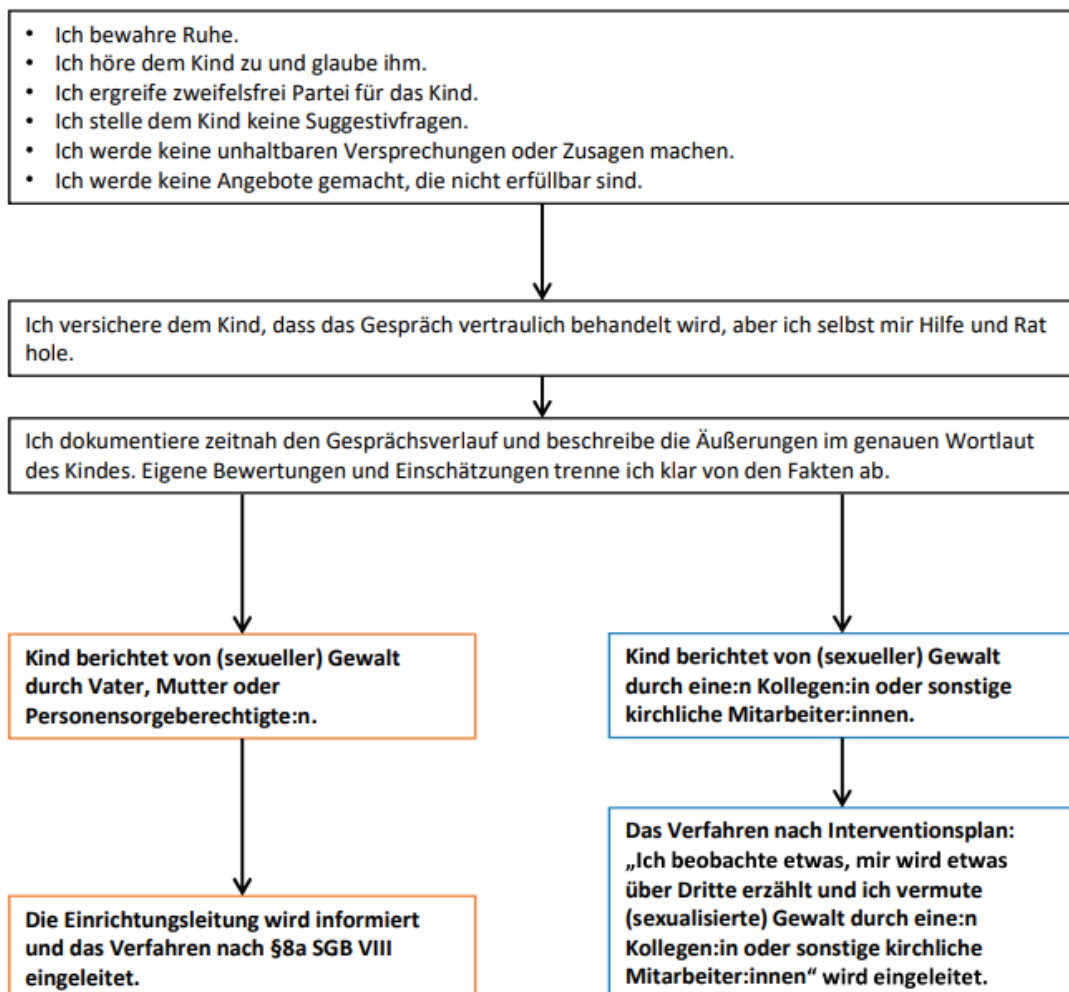 • Ich bewahre Ruhe.
• Ich höre dem Kind zu und glaube ihm.
• Ich ergreife zweifelsfrei Partei für das Kind.
• Ich stelle dem Kind keine Suggestivfragen.
• Ich werde keine unhaltbaren Versprechungen oder Zusagen machen.
• Ich werde keine Angebote gemacht, die nicht erfüllbar sind.
Ich versichere dem Kind, dass das Gespräch vertraulich behandelt wird, aber ich selbst mir Hilfe und Rat
hole.
Ich dokumentiere zeitnah den Gesprächsverlauf und beschreibe die Äußerungen im genauen Wortlaut
des Kindes. Eigene Bewertungen und Einschätzungen trenne ich klar von den Fakten ab.
Kind berichtet von (sexueller) Gewalt
durch Vater, Mutter oder
Personensorgeberechtigte:n.
Die Einrichtungsleitung wird informiert
und das Verfahren nach §8a SGB VIII
eingeleitet.
Kind berichtet von (sexueller) Gewalt
durch eine:n Kollegen:in oder sonstige
kirchliche Mitarbeiter:innen.
Das Verfahren nach Interventionsplan:
„Ich beobachte etwas, mir wird etwas
über Dritte erzählt und ich vermute
(sexualisierte) Gewalt durch eine:n
Kollegen:in oder sonstige kirchliche
Mitarbeiter:innen“ wird eingeleitet.